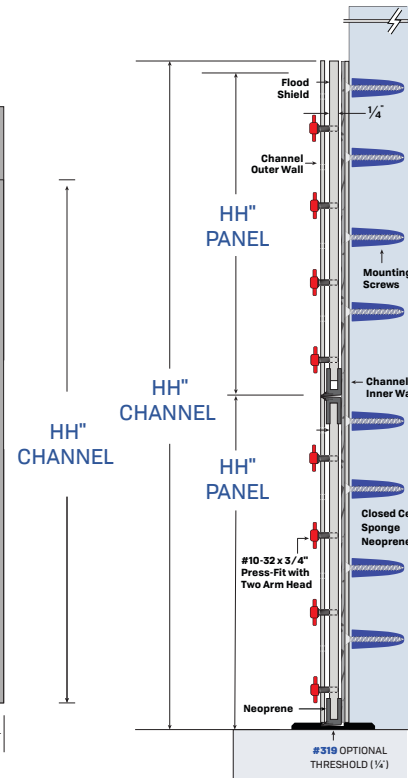 Flood
Shield
1/4"
Channel
Outer Wall
HH"
PANEL
Mounting
Screws
HH"
CHANNEL
HH"
CHANNEL
Channel
Inner Wa
HH"
PANEL
Closed Ce
Sponge
Neoprene
#10-32 x 3/4"
Press-Fit with
Two Arm Head
Neoprene
#319 OPTIONAL
THRESHOLD (1/4")